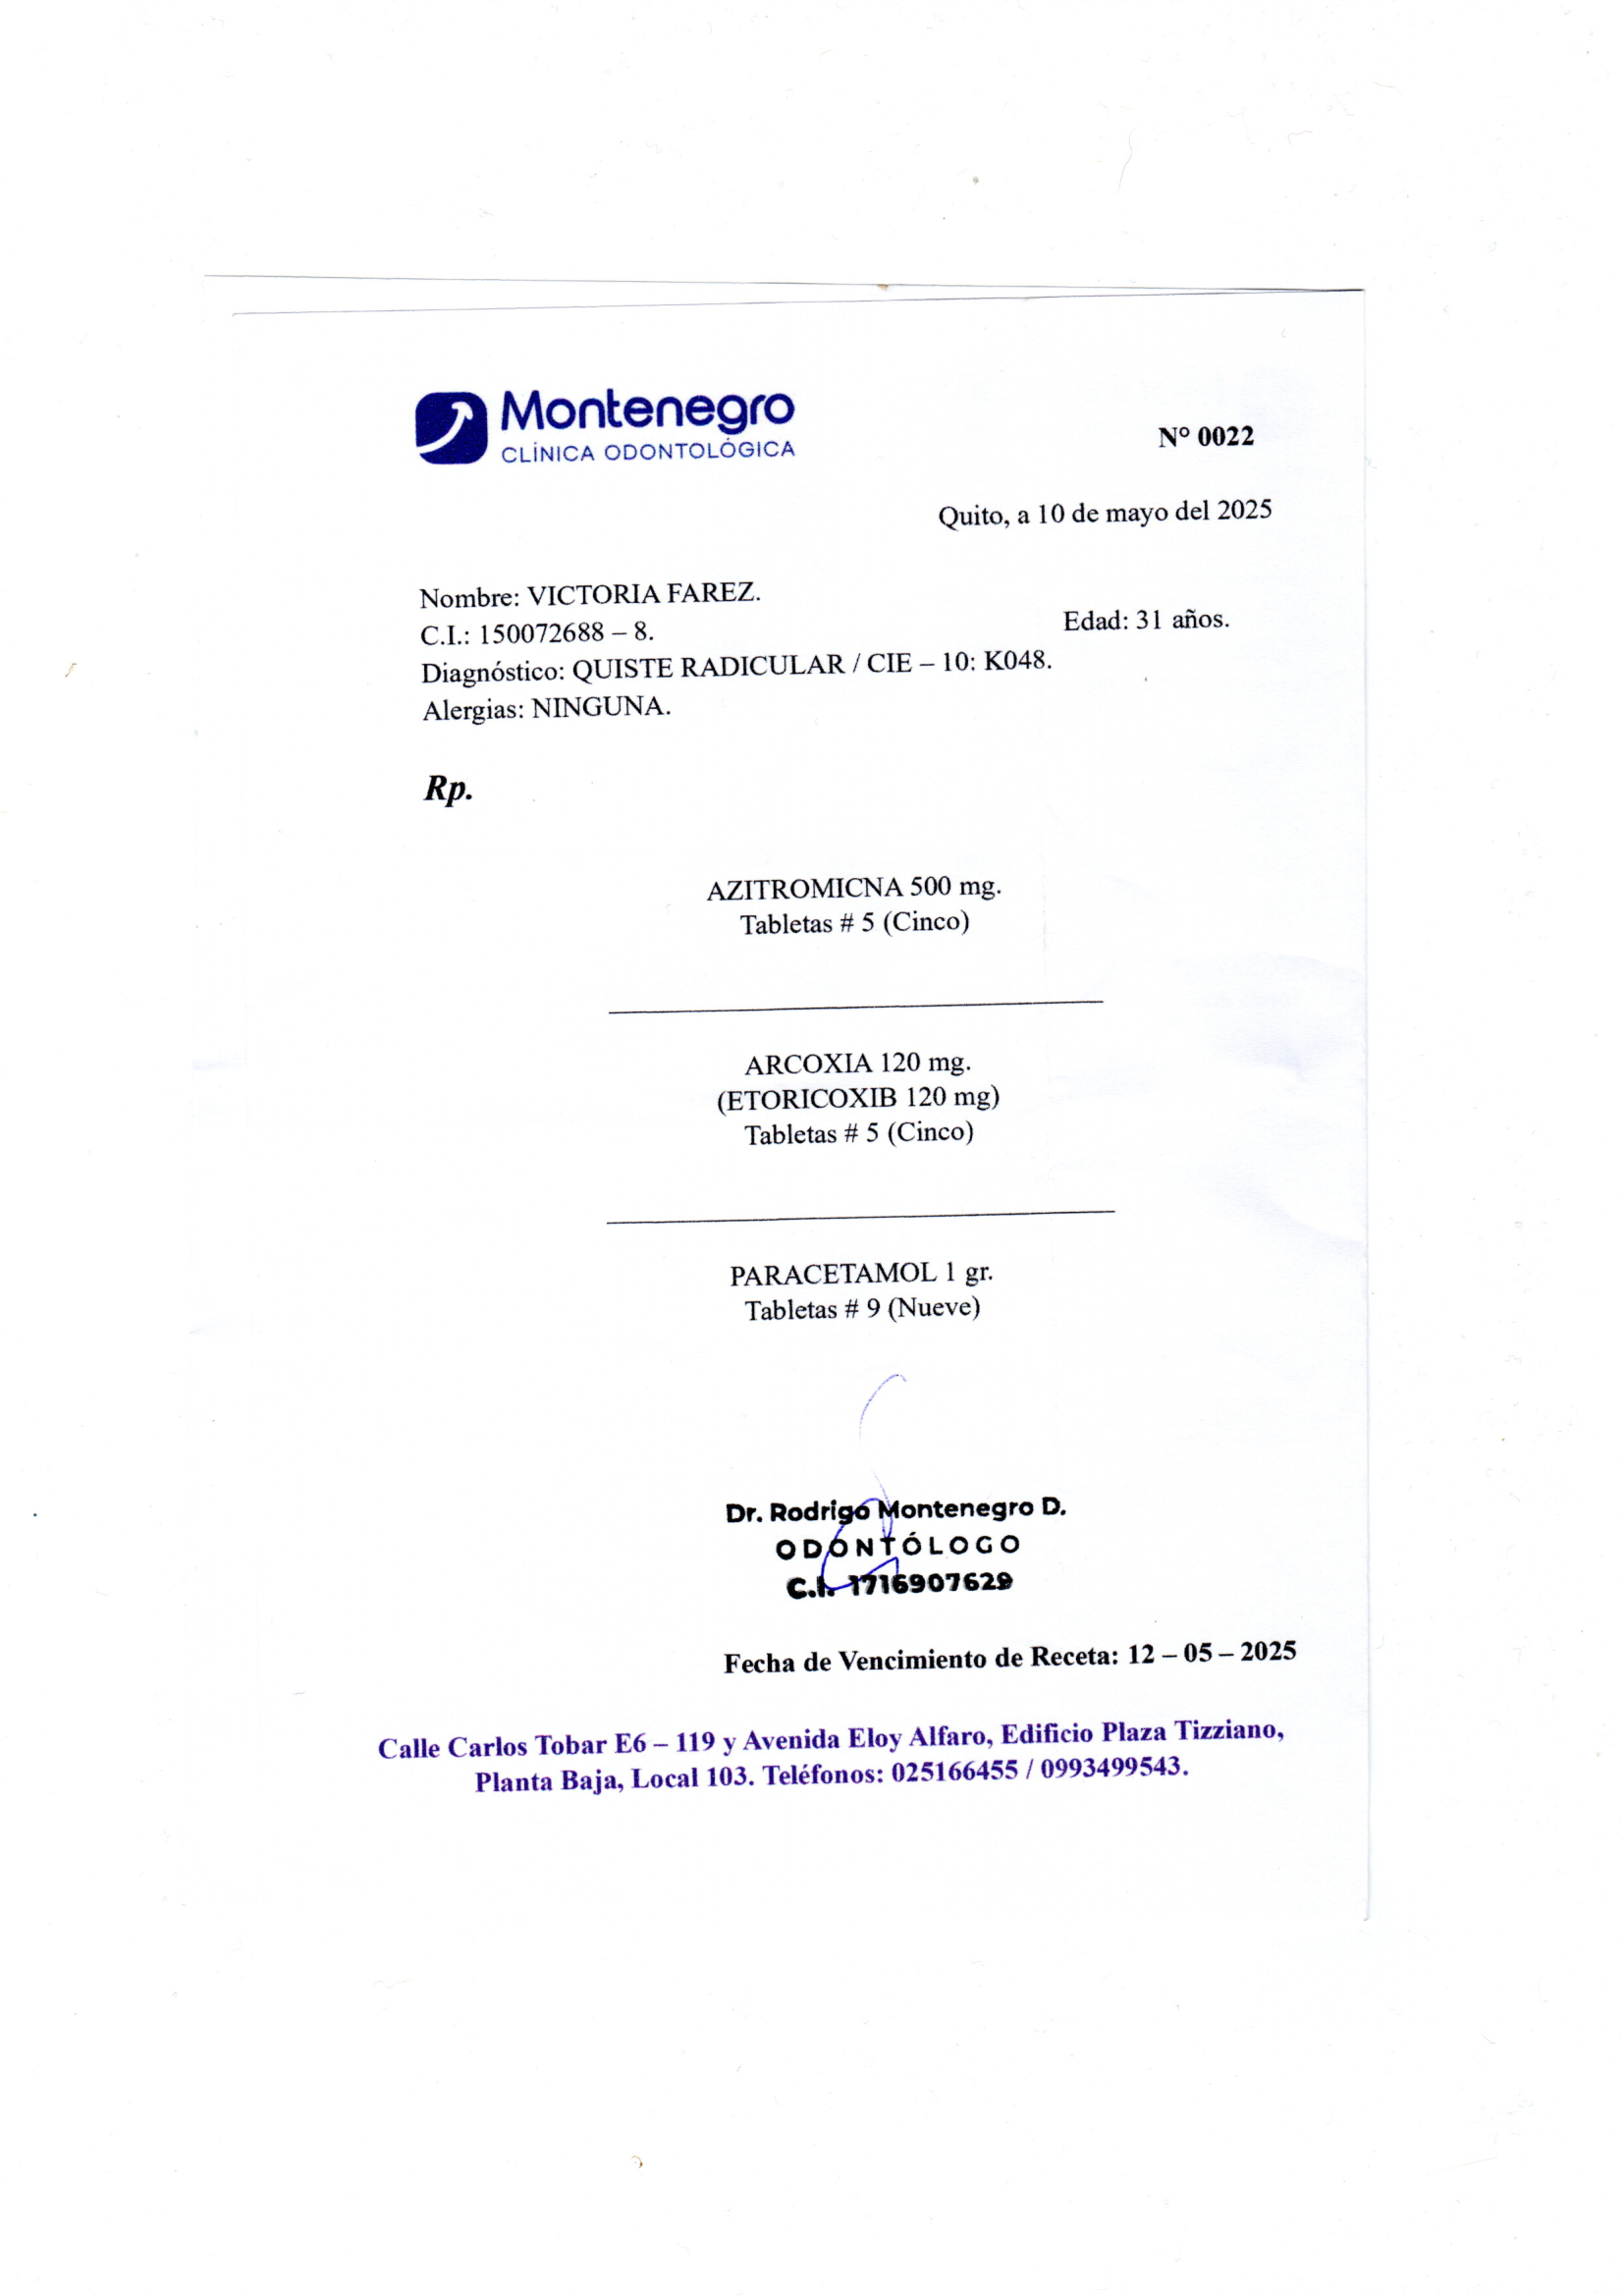 Montenegro
CLÍNICA ODONTOLÓGICA
N° 0022
Quito, a 10 de mayo del 2025
Nombre: VICTORIA FAREZ.
Edad: 31 años.
C.I.: 150072688 – 8.
Diagnóstico: QUISTE RADICULAR / CIE – 10: K048.
Alergias: NINGUNA.
Rp.
AZITROMICNA 500 mg.
Tabletas # 5 (Cinco)
ARCOXIA 120 mg.
(ETORICOXIB 120 mg)
Tabletas # 5 (Cinco)
PARACETAMOL 1 gr.
Tabletas # 9 (Nueve)
Dr. Rodrigo Montenegro D.
ODONTÓLOGO
C.I. 1716907629
Fecha de Vencimiento de Receta: 12 – 05 – 2025
Calle Carlos Tobar E6 – 119 y Avenida Eloy Alfaro, Edificio Plaza Tizziano,
Planta Baja, Local 103. Teléfonos: 025166455 / 0993499543.